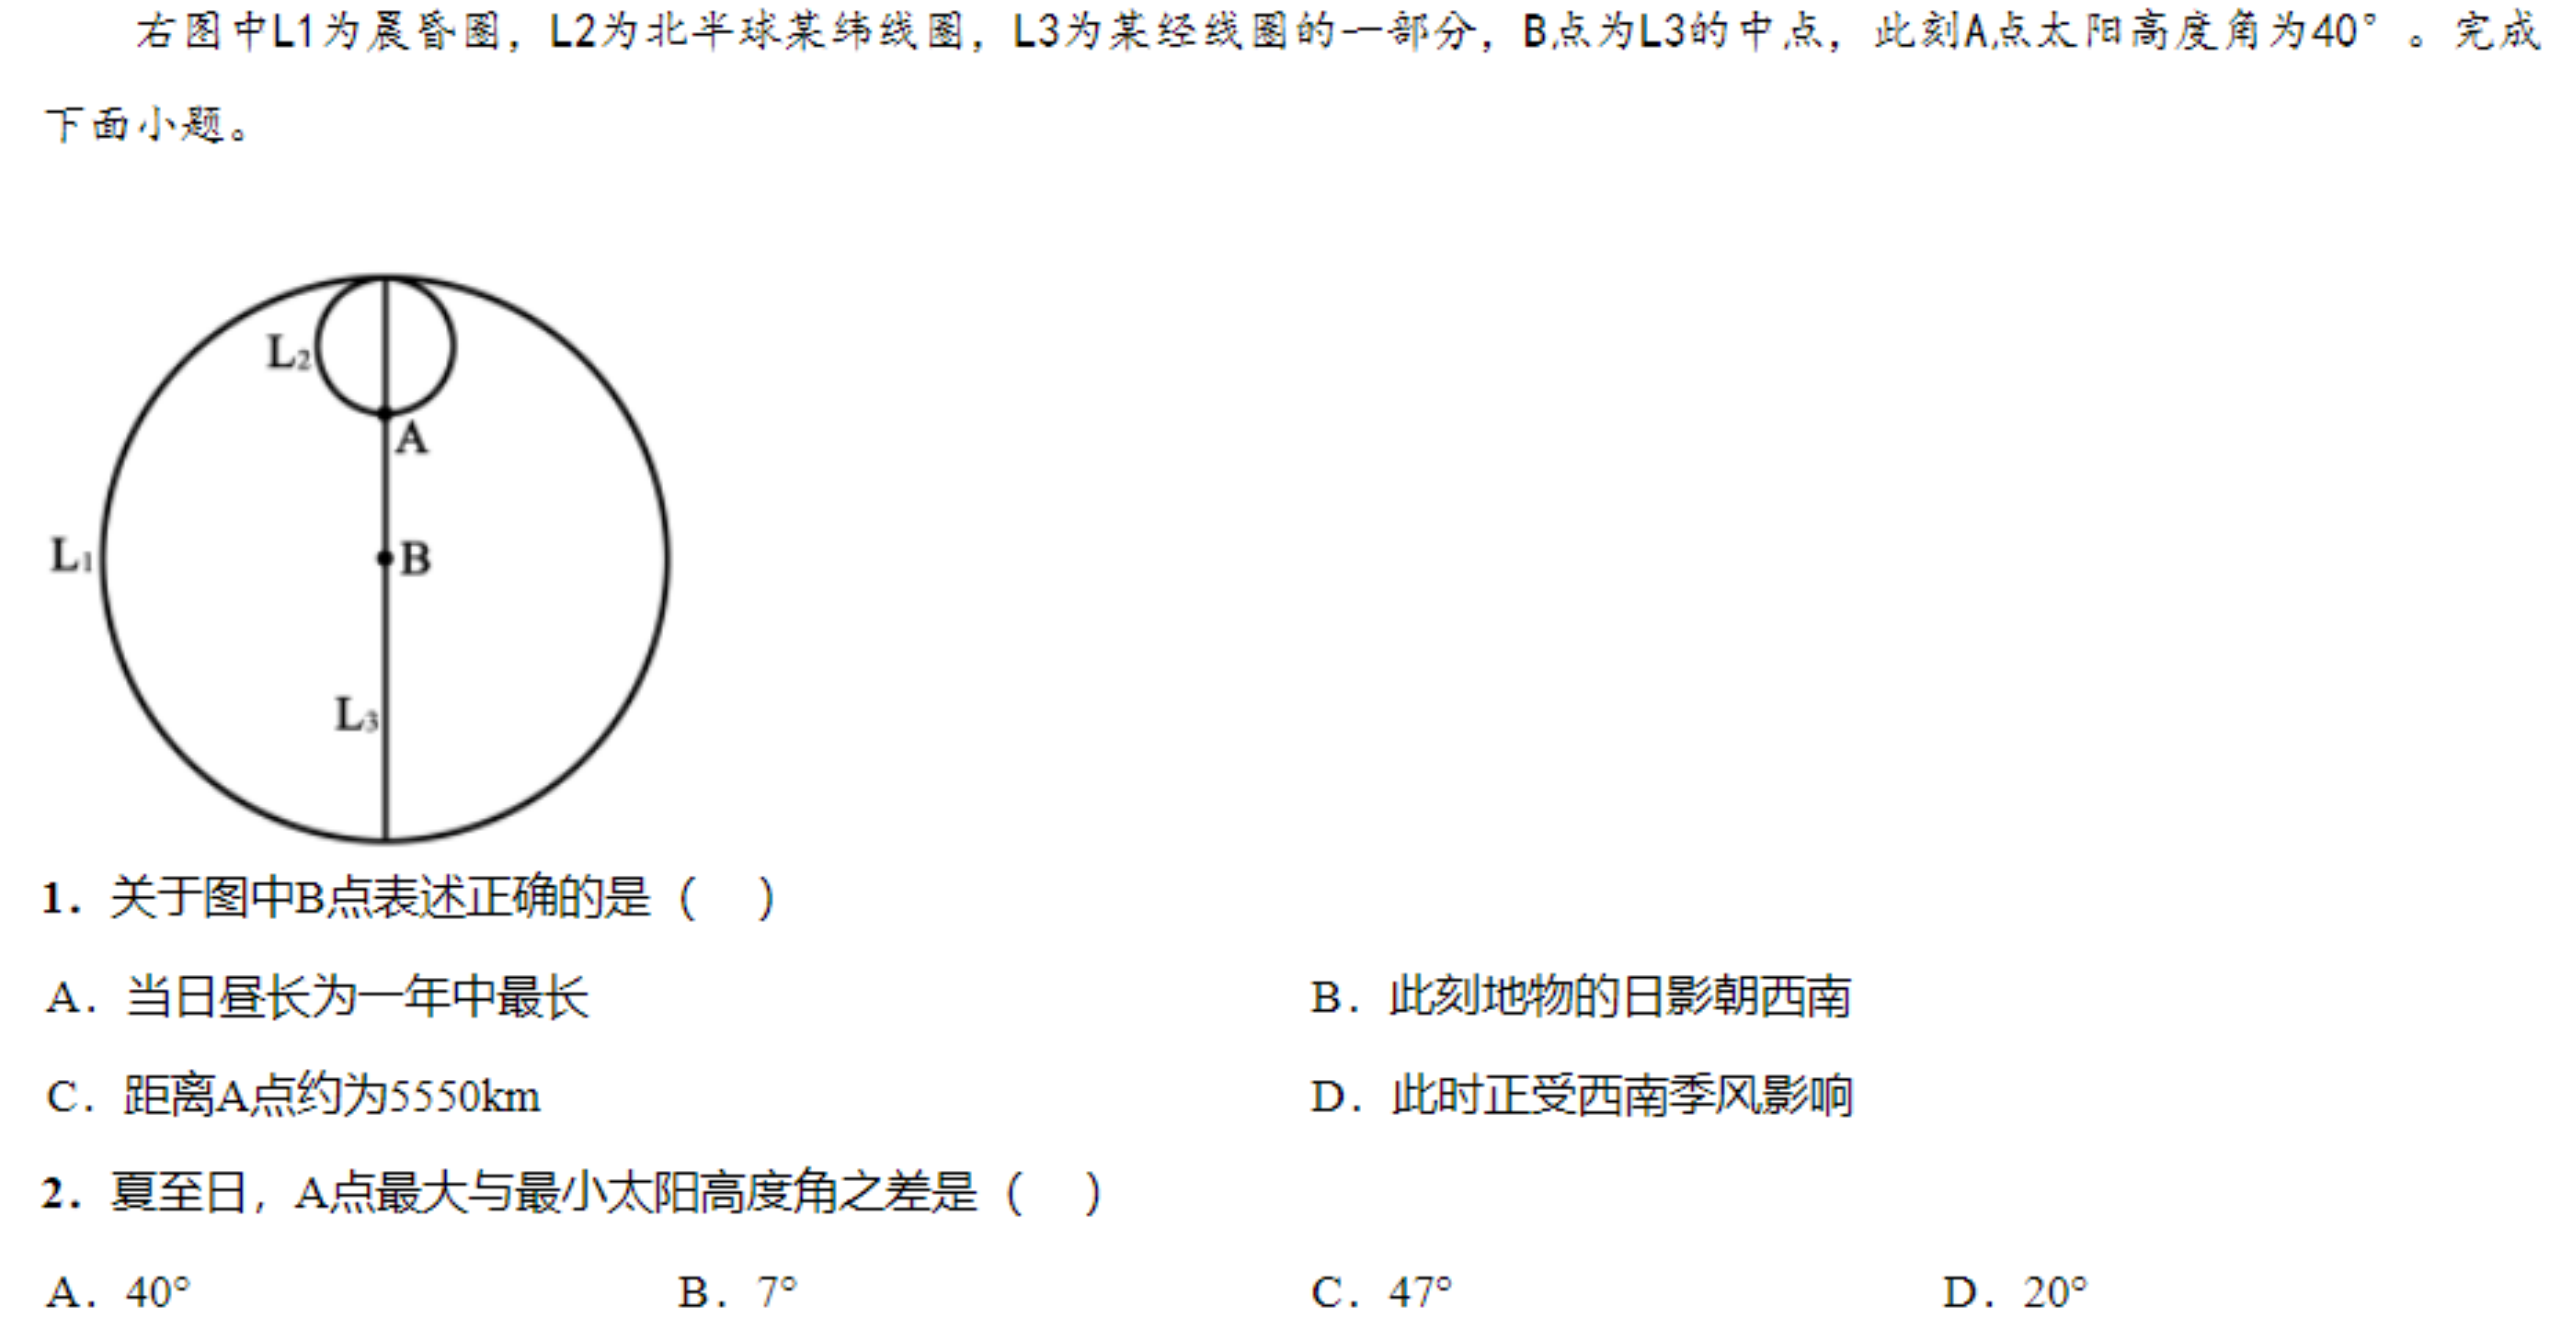 右图中L1为晨昏圈，L2为北半球某纬线圈，L3为某经线圈的一部分，B点为L3的中点，此刻A点太阳高度角为40°。完成
下面小题。
L2
A
L1
B
L3
1．关于图中B点表述正确的是（　）
A．当日昼长为一年中最长　B．此刻地物的日影朝西南
C．距离A点约为5550km　D．此时正受西南季风影响
2．夏至日，A点最大与最小太阳高度角之差是（　）
A．40°　B．7°　C．47°　D．20°